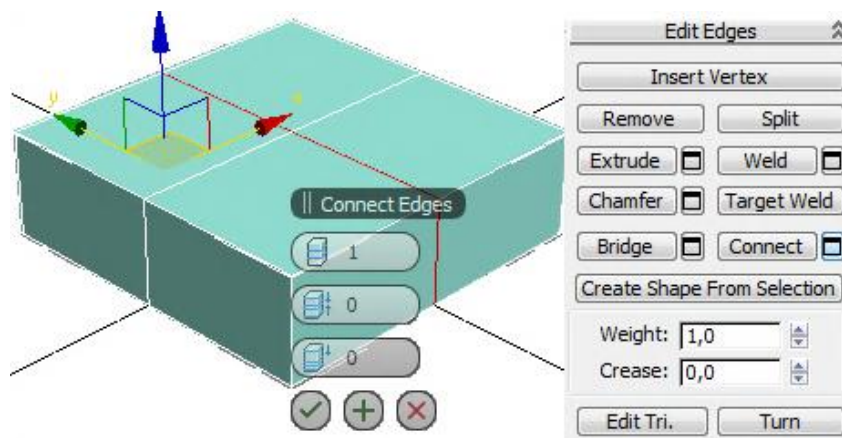 y
x
|| Connect Edges
1
0
0
Edit Edges
Insert Vertex
Remove Split
Extrude Weld
Chamfer Target Weld
Bridge Connect
Create Shape From Selection
Weight: 1,0
Crease: 0,0
Edit Tri. Turn